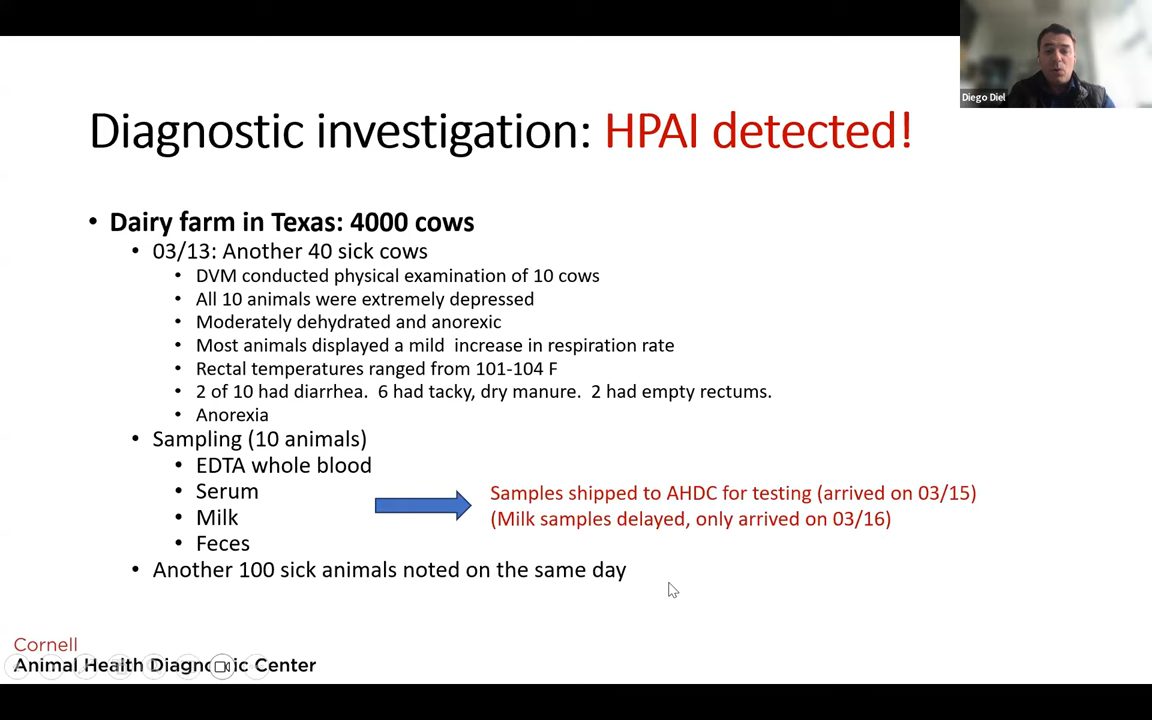 Diego Diel
Diagnostic investigation: HPAI detected!
• Dairy farm in Texas: 4000 cows
• 03/13: Another 40 sick cows
• DVM conducted physical examination of 10 cows
• All 10 animals were extremely depressed
• Moderately dehydrated and anorexic
• Most animals displayed a mild  increase in respiration rate
• Rectal temperatures ranged from 101-104 F
• 2 of 10 had diarrhea.  6 had tacky, dry manure.  2 had empty rectums.
• Anorexia
• Sampling (10 animals)
• EDTA whole blood
• Serum
• Milk
• Feces
Samples shipped to AHDC for testing (arrived on 03/15)
(Milk samples delayed, only arrived on 03/16)
• Another 100 sick animals noted on the same day
Cornell
Animal Health Diagnostic Center